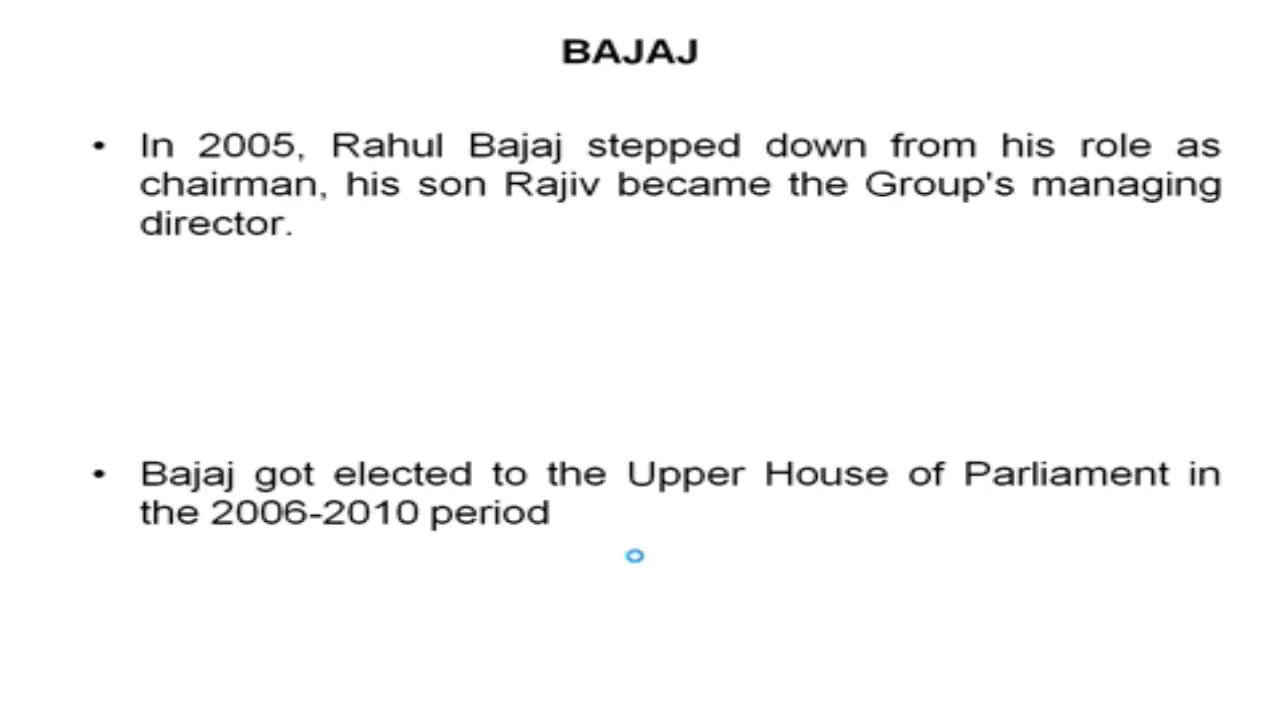 BAJAJ
• In 2005, Rahul Bajaj stepped down from his role as
chairman, his son Rajiv became the Group's managing
director.
• Bajaj got elected to the Upper House of Parliament in
the 2006-2010 period